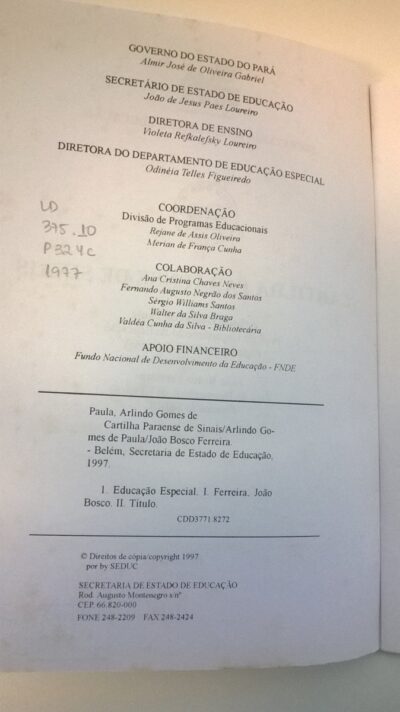 GOVERNO DO ESTADO DO PARÁ
Almir José de Oliveira Gabriel
SECRETÁRIO DE ESTADO DE EDUCAÇÃO
João de Jesus Paes Loureiro
DIRETORA DE ENSINO
Violeta Refkalefsky Loureiro
DIRETORA DO DEPARTAMENTO DE EDUCAÇÃO ESPECIAL
Odinéia Telles Figueiredo
LD
375.10
P324c
1997
COORDENAÇÃO
Divisão de Programas Educacionais
Rejane de Assis Oliveira
Merian de França Cunha
COLABORAÇÃO
Ana Cristina Chaves Neves
Fernando Augusto Negrão dos Santos
Sérgio Williams Santos
Walter da Silva Braga
Valdéa Cunha da Silva - Bibliotecária
APOIO FINANCEIRO
Fundo Nacional de Desenvolvimento da Educação - FNDE
Paula, Arlindo Gomes de
Cartilha Paraense de Sinais/Arlindo Go-
mes de Paula/João Bosco Ferreira.
- Belém, Secretaria de Estado de Educação,
1997.
1. Educação Especial. I. Ferreira, João
Bosco. II. Título.
CDD3771.8272
© Direitos de cópia/copyright 1997
por by SEDUC
SECRETARIA DE ESTADO DE EDUCAÇÃO
Rod. Augusto Montenegro s/nº
CEP. 66.820-000
FONE 248-2209 FAX 248-2424